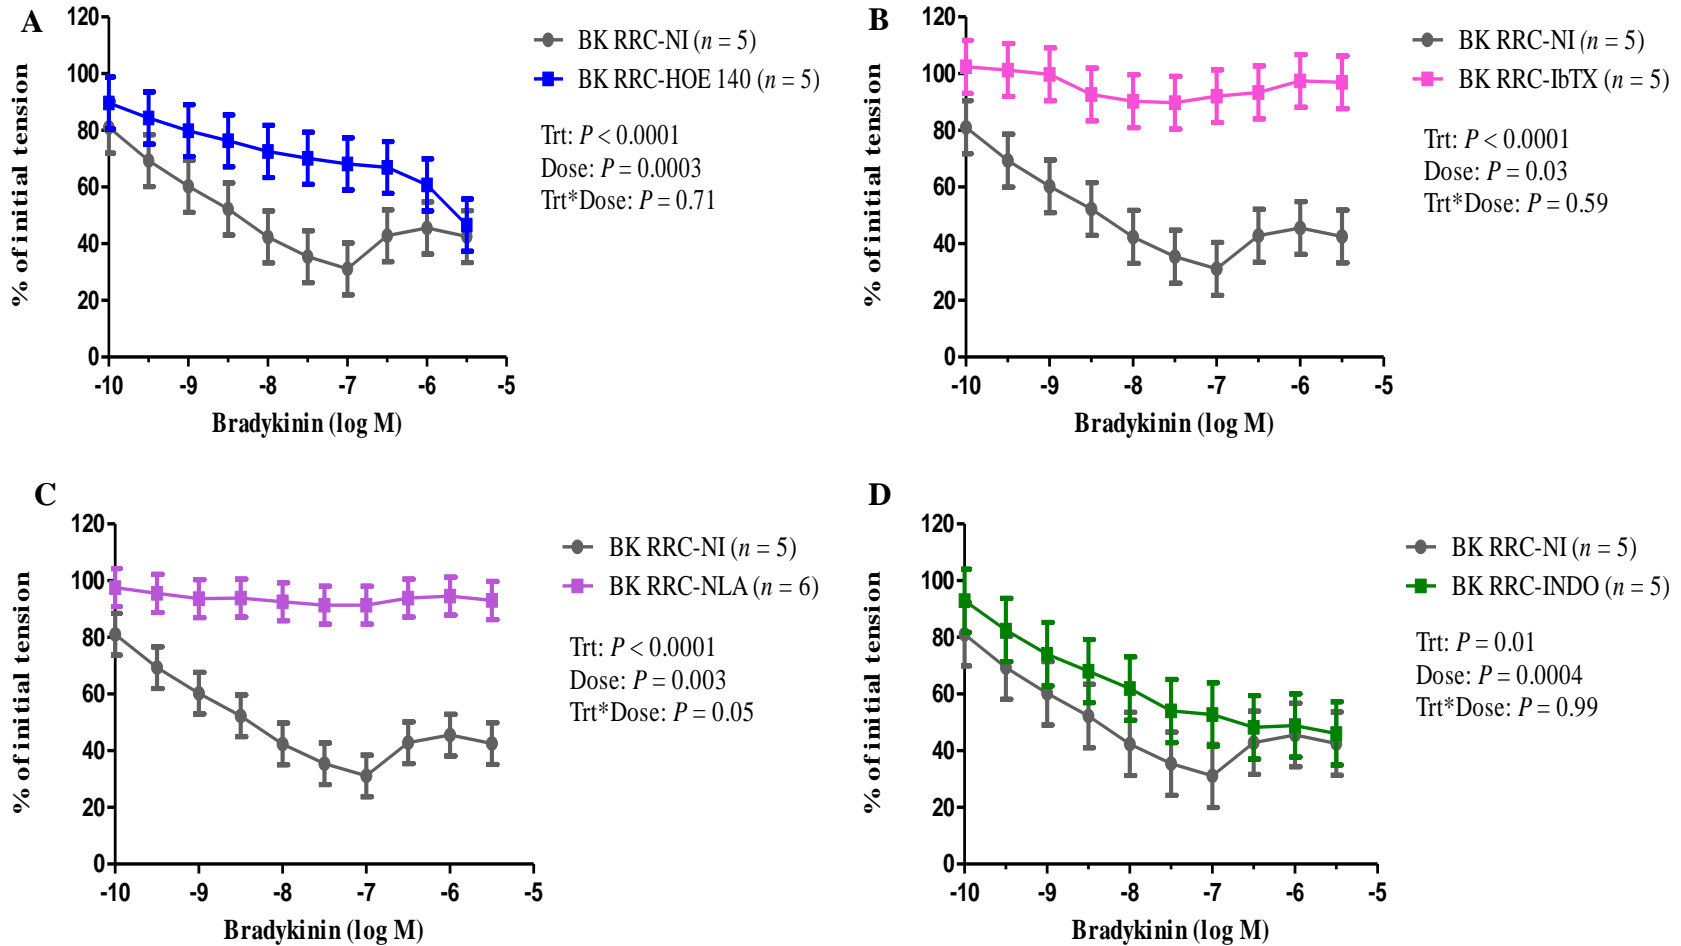 A
% of initial tension
120
100
80
60
40
20
0
-10 -9 -8 -7 -6 -5
Bradykinin (log M)
BK RRC-NI (n = 5)
BK RRC-HOE 140 (n = 5)
Trt: P < 0.0001
Dose: P = 0.0003
Trt*Dose: P = 0.71
B
% of initial tension
120
100
80
60
40
20
0
-10 -9 -8 -7 -6 -5
Bradykinin (log M)
BK RRC-NI (n = 5)
BK RRC-IbTX (n = 5)
Trt: P < 0.0001
Dose: P = 0.03
Trt*Dose: P = 0.59
C
% of initial tension
120
100
80
60
40
20
0
-10 -9 -8 -7 -6 -5
Bradykinin (log M)
BK RRC-NI (n = 5)
BK RRC-NLA (n = 6)
Trt: P < 0.0001
Dose: P = 0.003
Trt*Dose: P = 0.05
D
% of initial tension
120
100
80
60
40
20
0
-10 -9 -8 -7 -6 -5
Bradykinin (log M)
BK RRC-NI (n = 5)
BK RRC-INDO (n = 5)
Trt: P = 0.01
Dose: P = 0.0004
Trt*Dose: P = 0.99